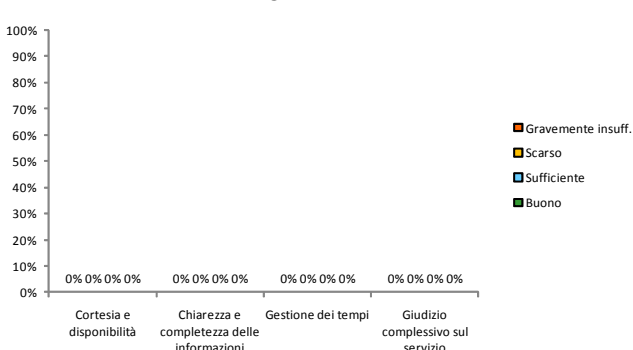 100%
90%
80%
70%
60%
50%
40%
30%
20%
10%
0%
0% 0% 0% 0%
0% 0% 0% 0%
0% 0% 0% 0%
0% 0% 0% 0%
Cortesia e
disponibilità
Chiarezza e
completezza delle
informazioni
Gestione dei tempi
Giudizio
complessivo sul
servizio
Gravemente insuff.
Scarso
Sufficiente
Buono